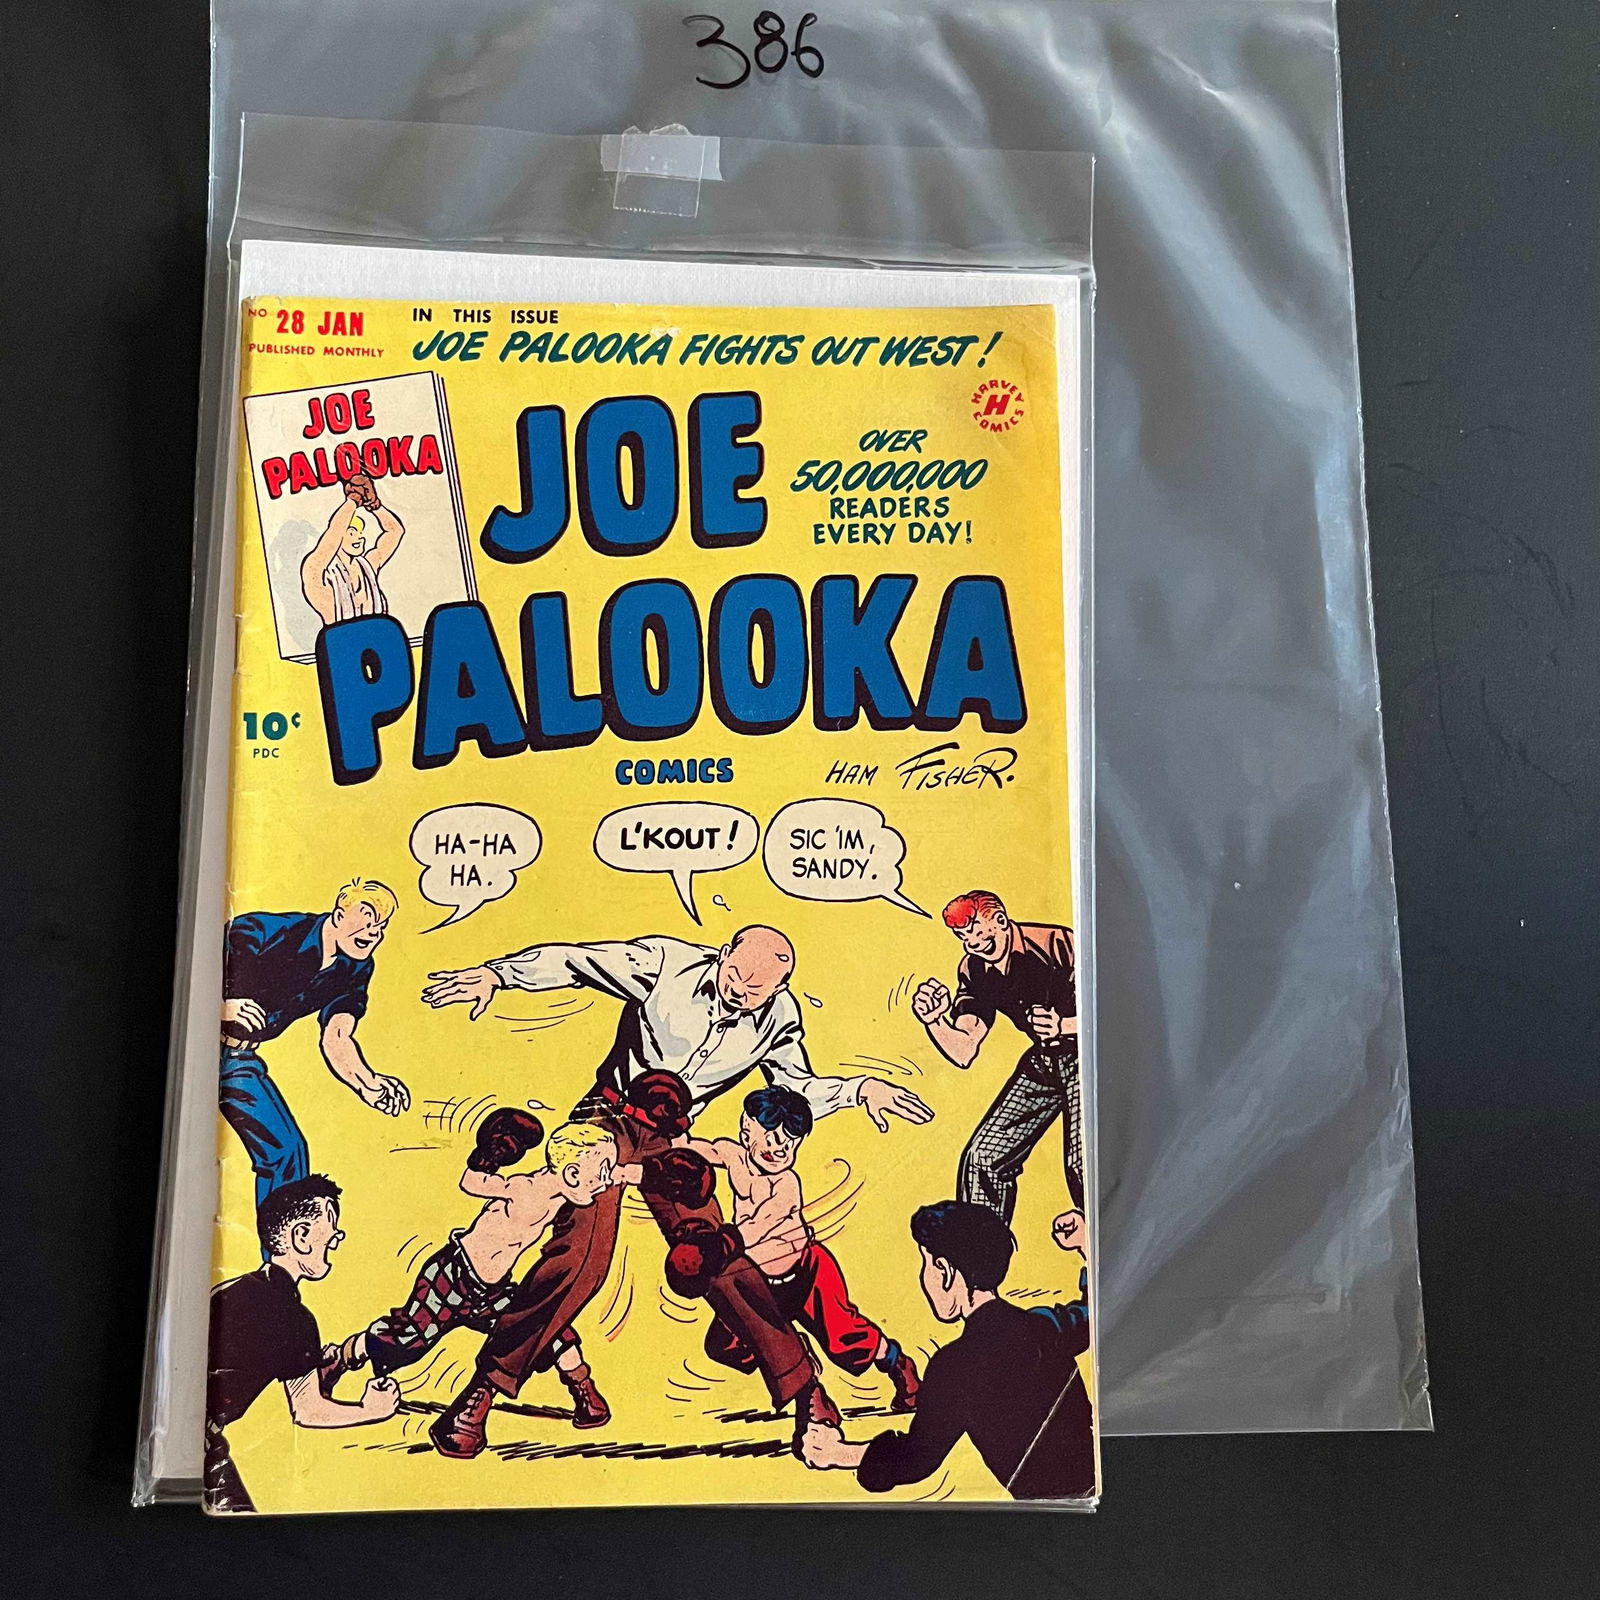 386
NO 28 JAN
PUBLISHED MONTHLY
IN THIS ISSUE
JOE PALOOKA FIGHTS OUT WEST!
JOE
PALOOKA
HARVEY
H
COMICS
OVER
50,000,000
READERS
EVERY DAY!
JOE
PALOOKA
COMICS
10¢
PDC
HAM FISHER.
HA-HA
HA.
L'KOUT!
SIC 'IM,
SANDY.